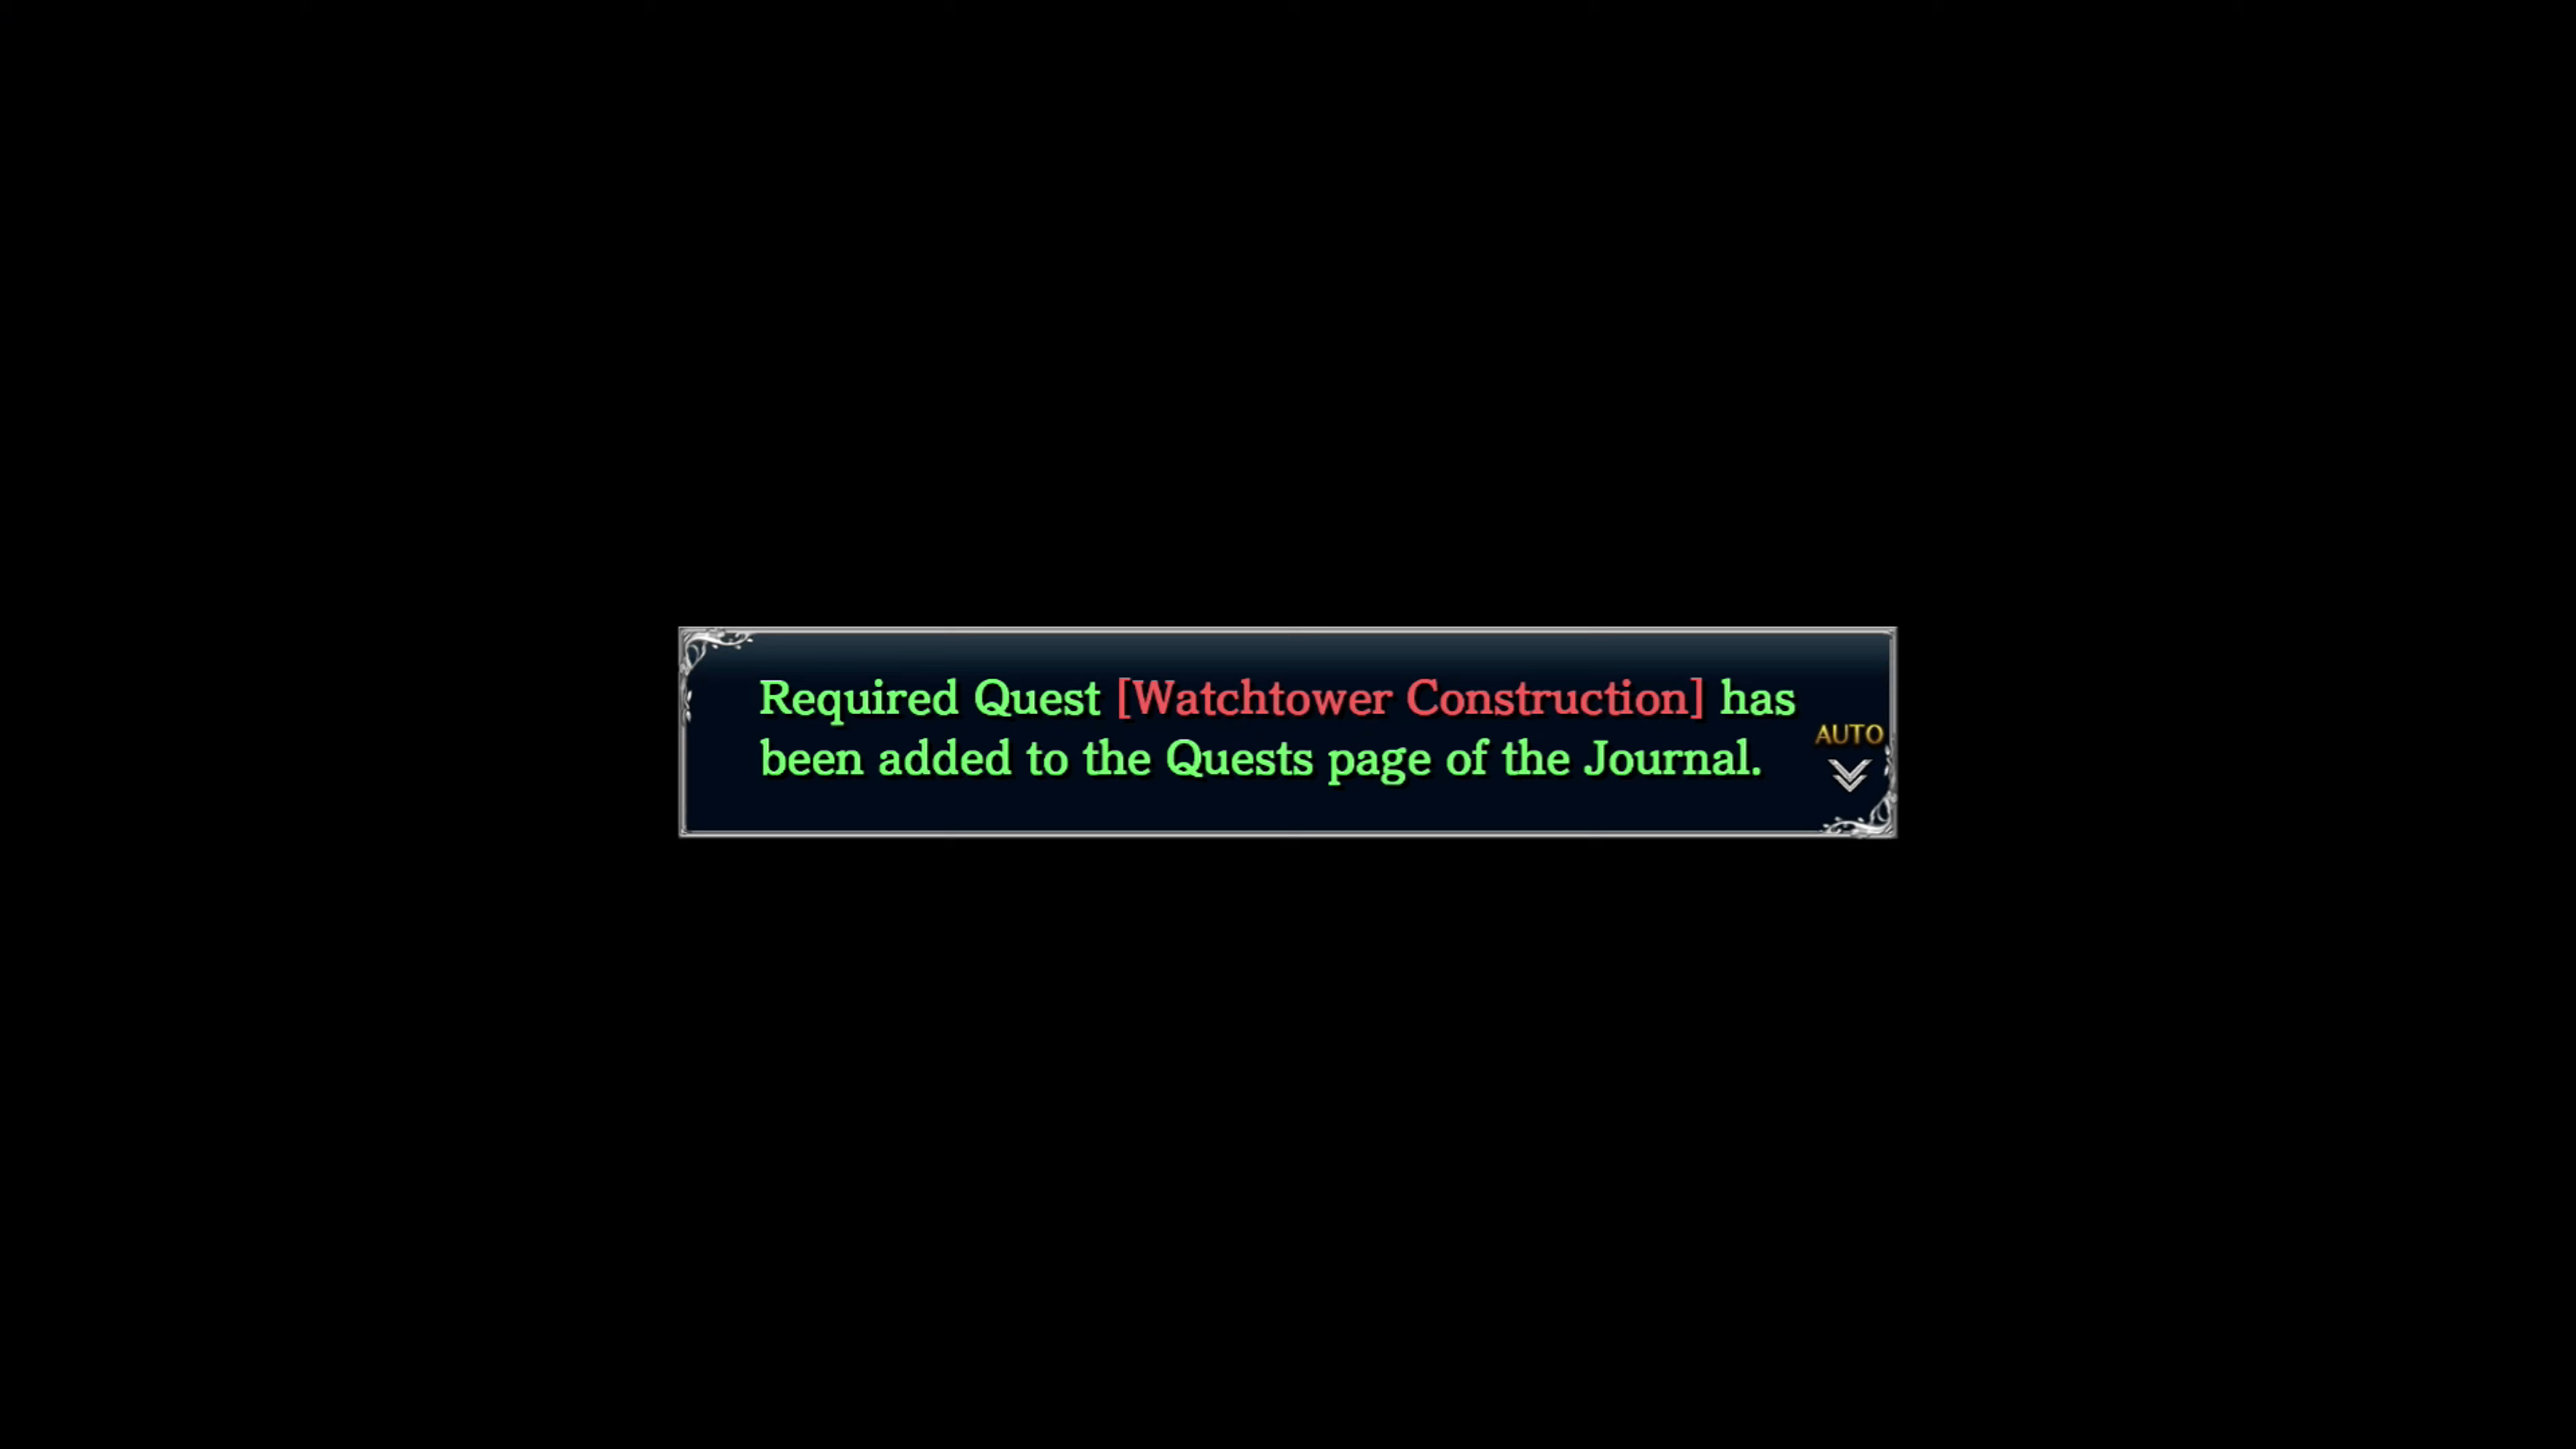 Required Quest [Watchtower Construction] has
been added to the Quests page of the Journal.
AUTO